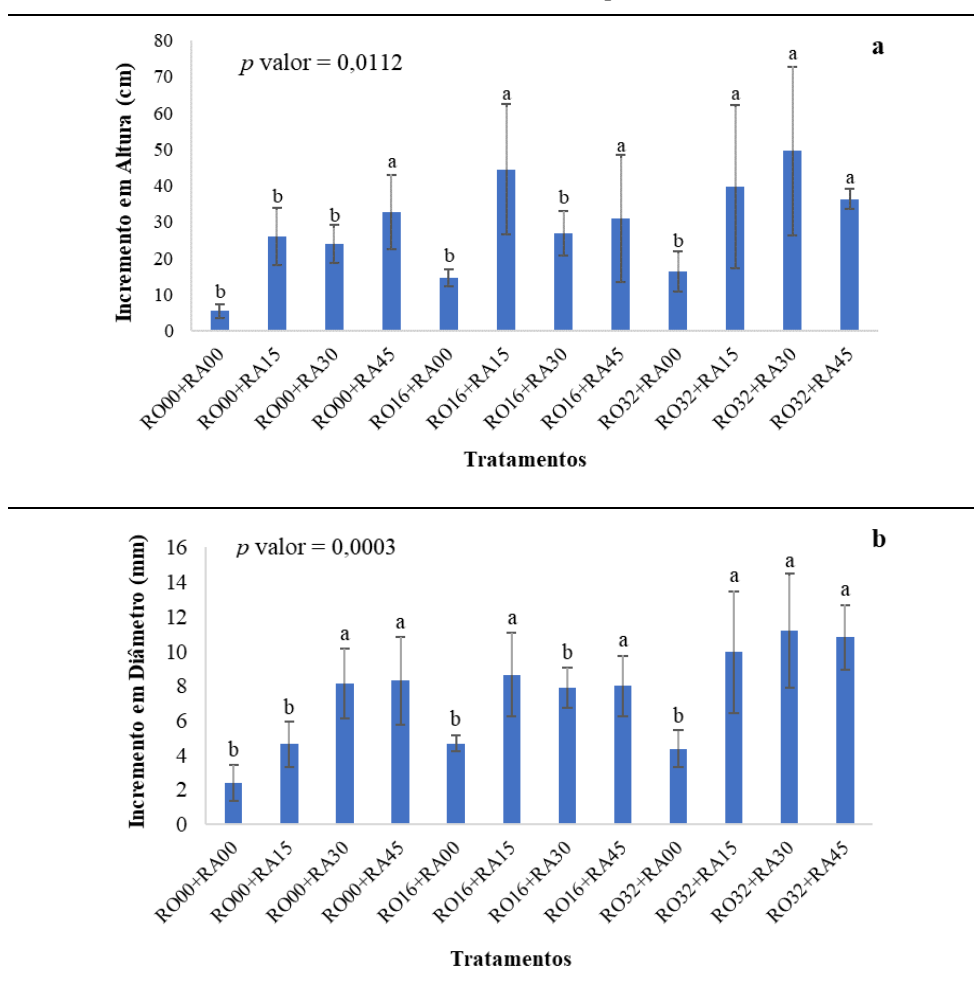 p valor = 0,0112
a
Incremento em Altura (cm)
80
70
60
50
40
30
20
10
0
b
b
b
a
b
a
b
a
b
a
a
a
RO00+RA00
RO00+RA15
RO00+RA30
RO00+RA45
RO16+RA00
RO16+RA15
RO16+RA30
RO16+RA45
RO32+RA00
RO32+RA15
RO32+RA30
RO32+RA45
Tratamentos
p valor = 0,0003
b
Incremento em Diâmetro (mm)
16
14
12
10
8
6
4
2
0
b
b
a
a
b
a
b
a
b
a
a
a
RO00+RA00
RO00+RA15
RO00+RA30
RO00+RA45
RO16+RA00
RO16+RA15
RO16+RA30
RO16+RA45
RO32+RA00
RO32+RA15
RO32+RA30
RO32+RA45
Tratamentos